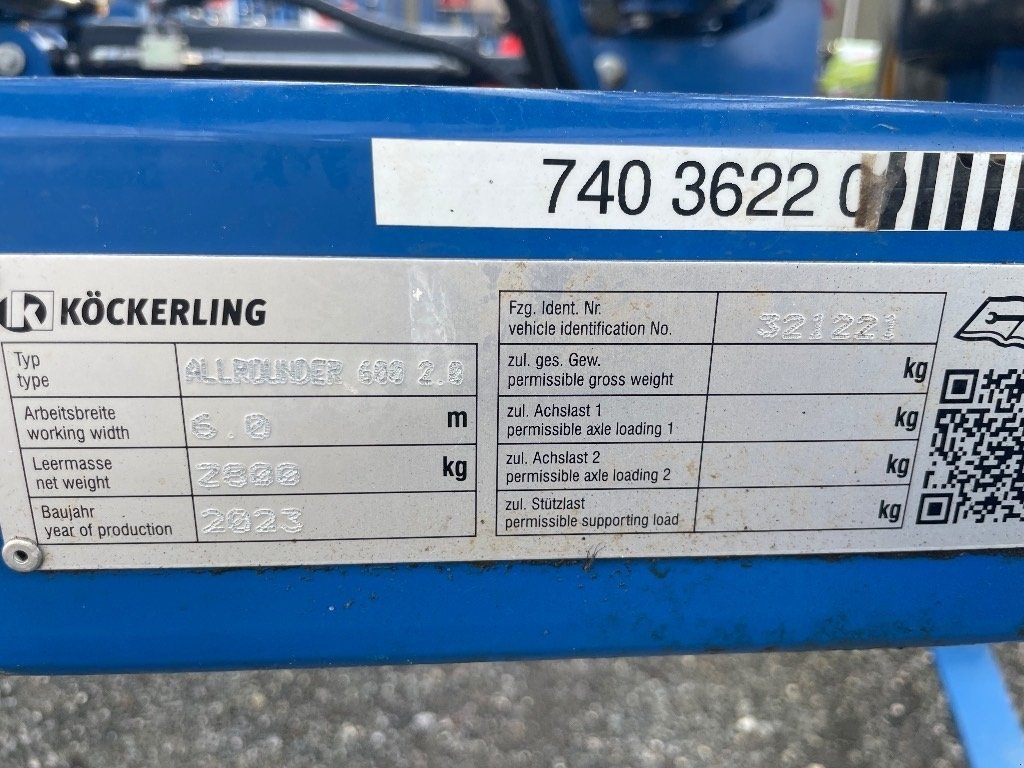 740 3622
KÖCKERLING
Typ
type
ALLROUNDER 600 2.0
Arbeitsbreite
working width
6.0 m
Leermasse
net weight
2800 kg
Baujahr
year of production
2023
Fzg. Ident. Nr.
vehicle identification No.
321221
zul. ges. Gew.
permissible gross weight
kg
zul. Achslast 1
permissible axle loading 1
kg
zul. Achslast 2
permissible axle loading 2
kg
zul. Stützlast
permissible supporting load
kg